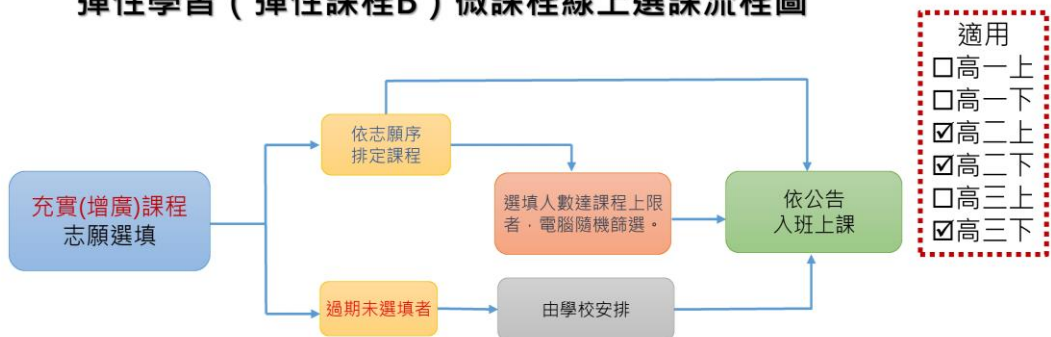 彈性學習（彈性課程B）微課程線上選課流程圖
適用
☐高一上
☐高一下
☑高二上
☑高二下
☐高三上
☑高三下
依志願序
排定課程
充實(增廣)課程
志願選填
選填人數達課程上限
者，電腦隨機篩選。
依公告
入班上課
過期未選填者
由學校安排